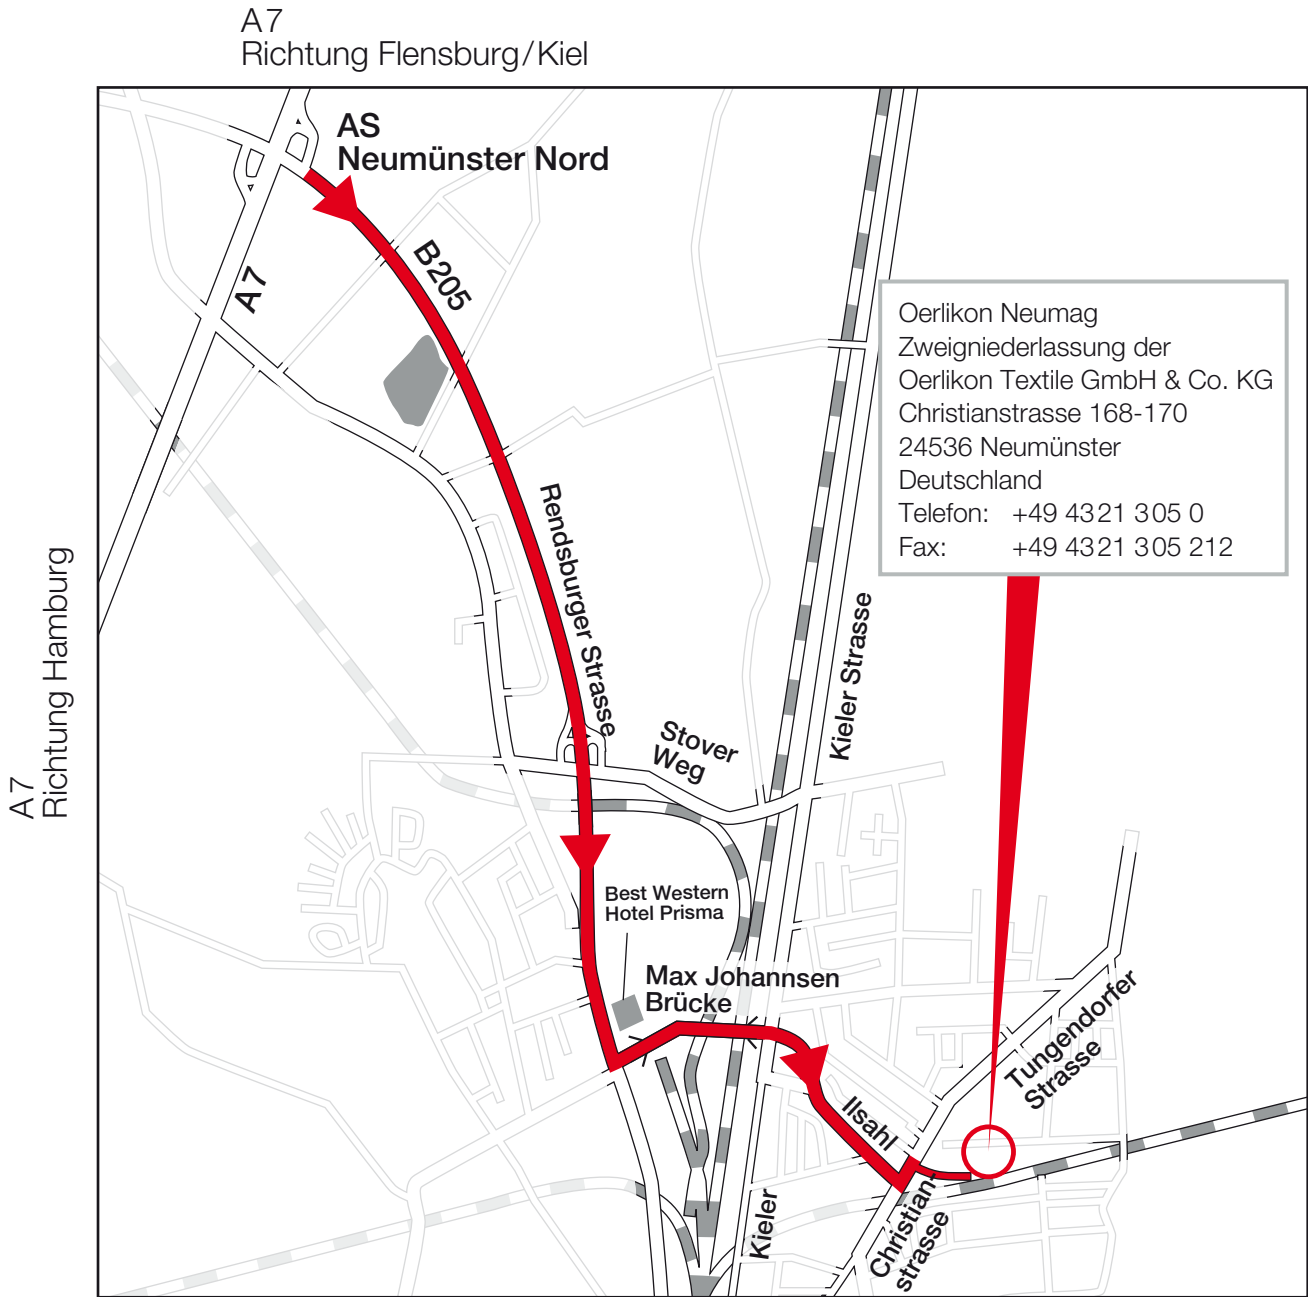 A7
Richtung Flensburg/Kiel
AS
Neumünster Nord
A7
B205
Oerlikon Neumag
Zweigniederlassung der
Oerlikon Textile GmbH & Co. KG
Christianstrasse 168-170
24536 Neumünster
Deutschland
Telefon: +49 4321 305 0
Fax: +49 4321 305 212
A7
Richtung Hamburg
Rendsburger Strasse
Kieler Strasse
Stover
Weg
Best Western
Hotel Prisma
Max Johannsen
Brücke
Tungendorfer
Strasse
Ilsahl
Kieler
Christian-
strasse